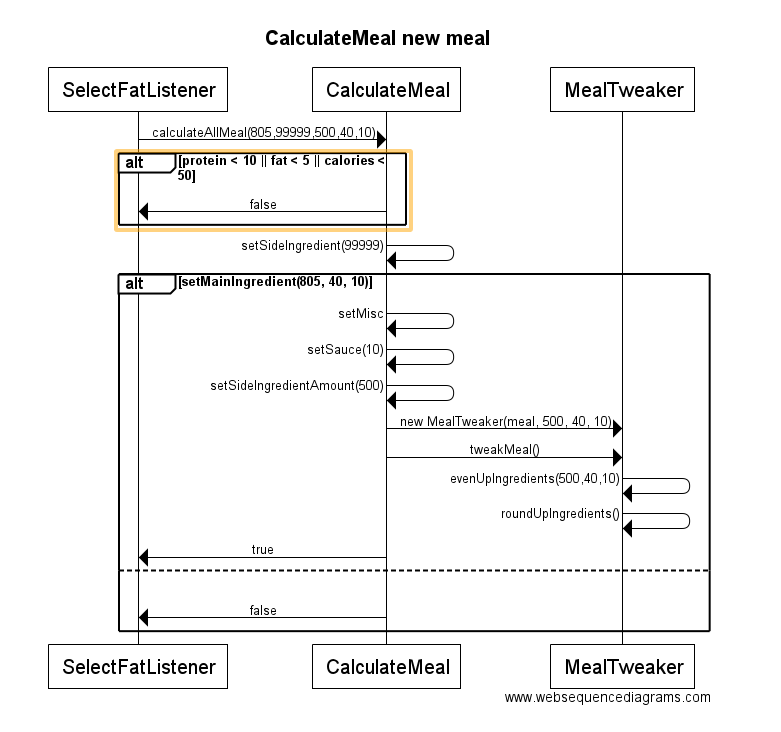 CalculateMeal new meal
SelectFatListener
CalculateMeal
MealTweaker
calculateAllMeal(805,99999,500,40,10)
alt
[protein < 10 || fat < 5 || calories <
50]
false
setSideIngredient(99999)
alt
[setMainIngredient(805, 40, 10)]
setMisc
setSauce(10)
setSideIngredientAmount(500)
new MealTweaker(meal, 500, 40, 10)
tweakMeal()
evenUpIngredients(500,40,10)
roundUpIngredients()
true
false
SelectFatListener
CalculateMeal
MealTweaker
www.websequencediagrams.com